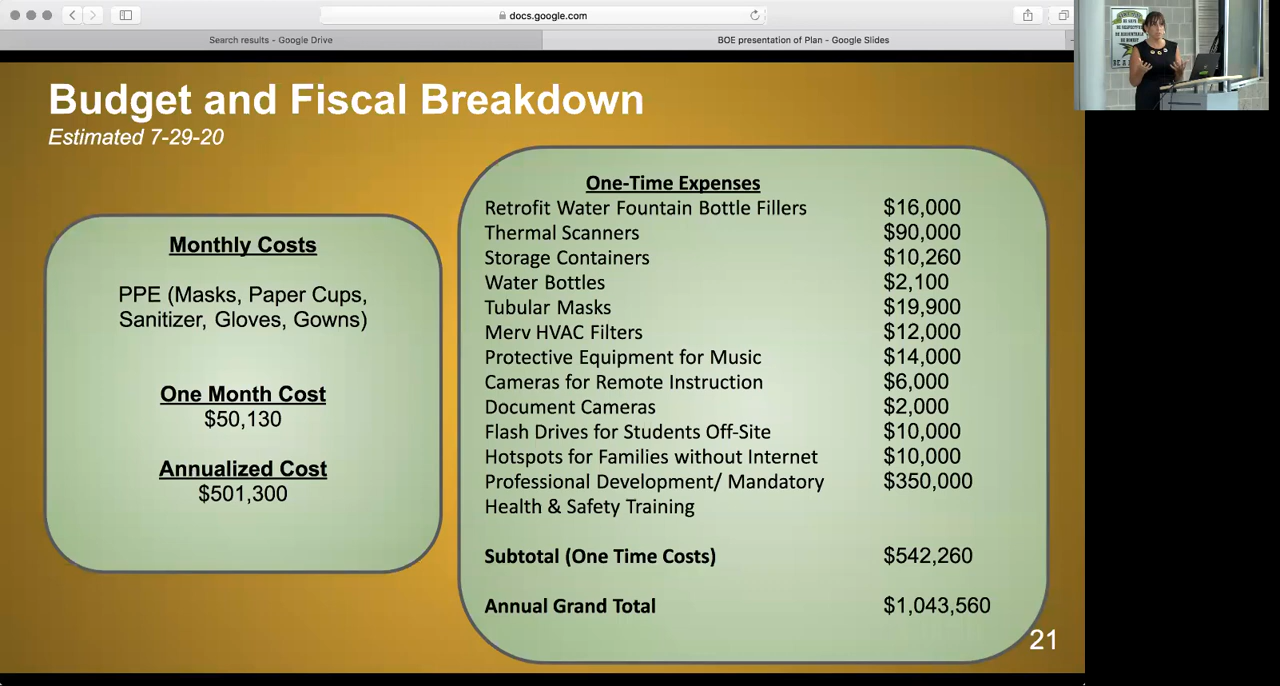 docs.google.com
Search results - Google Drive
BOE presentation of Plan - Google Slides
Budget and Fiscal Breakdown
Estimated 7-29-20
Monthly Costs
PPE (Masks, Paper Cups,
Sanitizer, Gloves, Gowns)
One Month Cost
$50,130
Annualized Cost
$501,300
One-Time Expenses
Retrofit Water Fountain Bottle Fillers $16,000
Thermal Scanners $90,000
Storage Containers $10,260
Water Bottles $2,100
Tubular Masks $19,900
Merv HVAC Filters $12,000
Protective Equipment for Music $14,000
Cameras for Remote Instruction $6,000
Document Cameras $2,000
Flash Drives for Students Off-Site $10,000
Hotspots for Families without Internet $10,000
Professional Development/ Mandatory $350,000
Health & Safety Training
Subtotal (One Time Costs) $542,260
Annual Grand Total $1,043,560
21